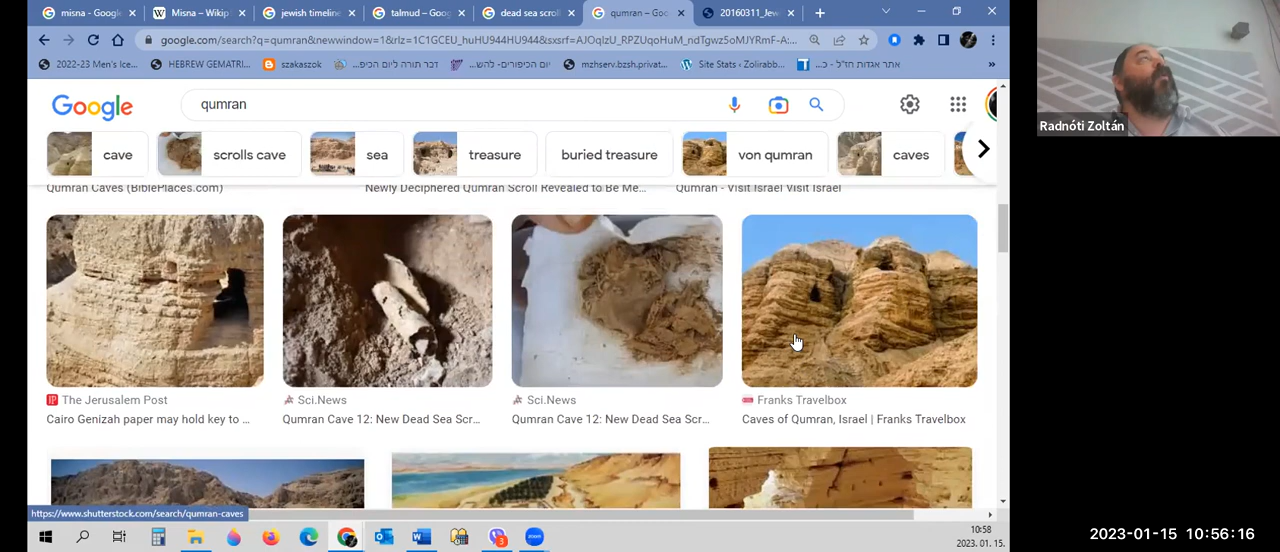 misna - Google
Misna – Wikip
jewish timeline
talmud – Goo
dead sea scroll
qumran – Goo
20160311_Jew
google.com/search?q=qumran&newwindow=1&rlz=1C1GCEU_huHU944HU944&sxsrf=AJOqlzU_RPZUqoHuM_ndTgwz5oMJYRmF-A:...
2022-23 Men's Ice...
HEBREW GEMATRI...
szakaszok
דבר תורה ליום הכיפ...
יום הכיפורים- להש...
mzhserv.bzsh.privat...
Site Stats ‹ Zolirabb...
אתר אגדות חז"ל - כ...
»
Google
qumran
cave
scrolls cave
sea
treasure
buried treasure
von qumran
caves
Qumran Caves (BiblePlaces.com)
Newly Deciphered Qumran Scroll Revealed to Be Me...
Qumran - Visit Israel Visit Israel
The Jerusalem Post
Cairo Genizah paper may hold key to ...
Sci.News
Qumran Cave 12: New Dead Sea Scr...
Sci.News
Qumran Cave 12: New Dead Sea Scr...
Franks Travelbox
Caves of Qumran, Israel | Franks Travelbox
https://www.shutterstock.com/search/qumran-caves
10:58
2023. 01. 15.
Radnóti Zoltán
2023-01-15 10:56:16